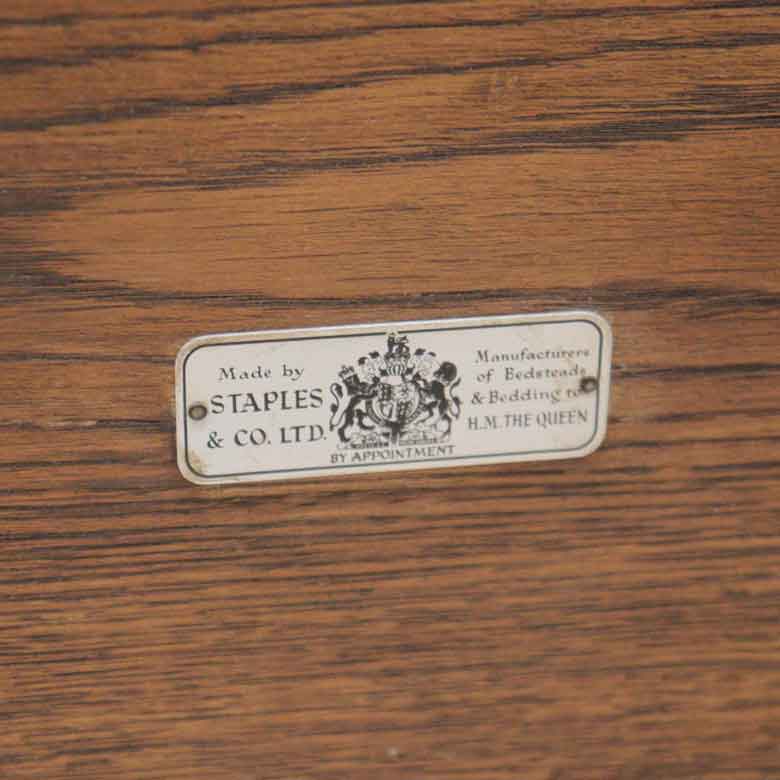 Made by
STAPLES
& CO. LTD.
BY APPOINTMENT
Manufacturers
of Bedsteads
& Bedding to
H.M. THE QUEEN